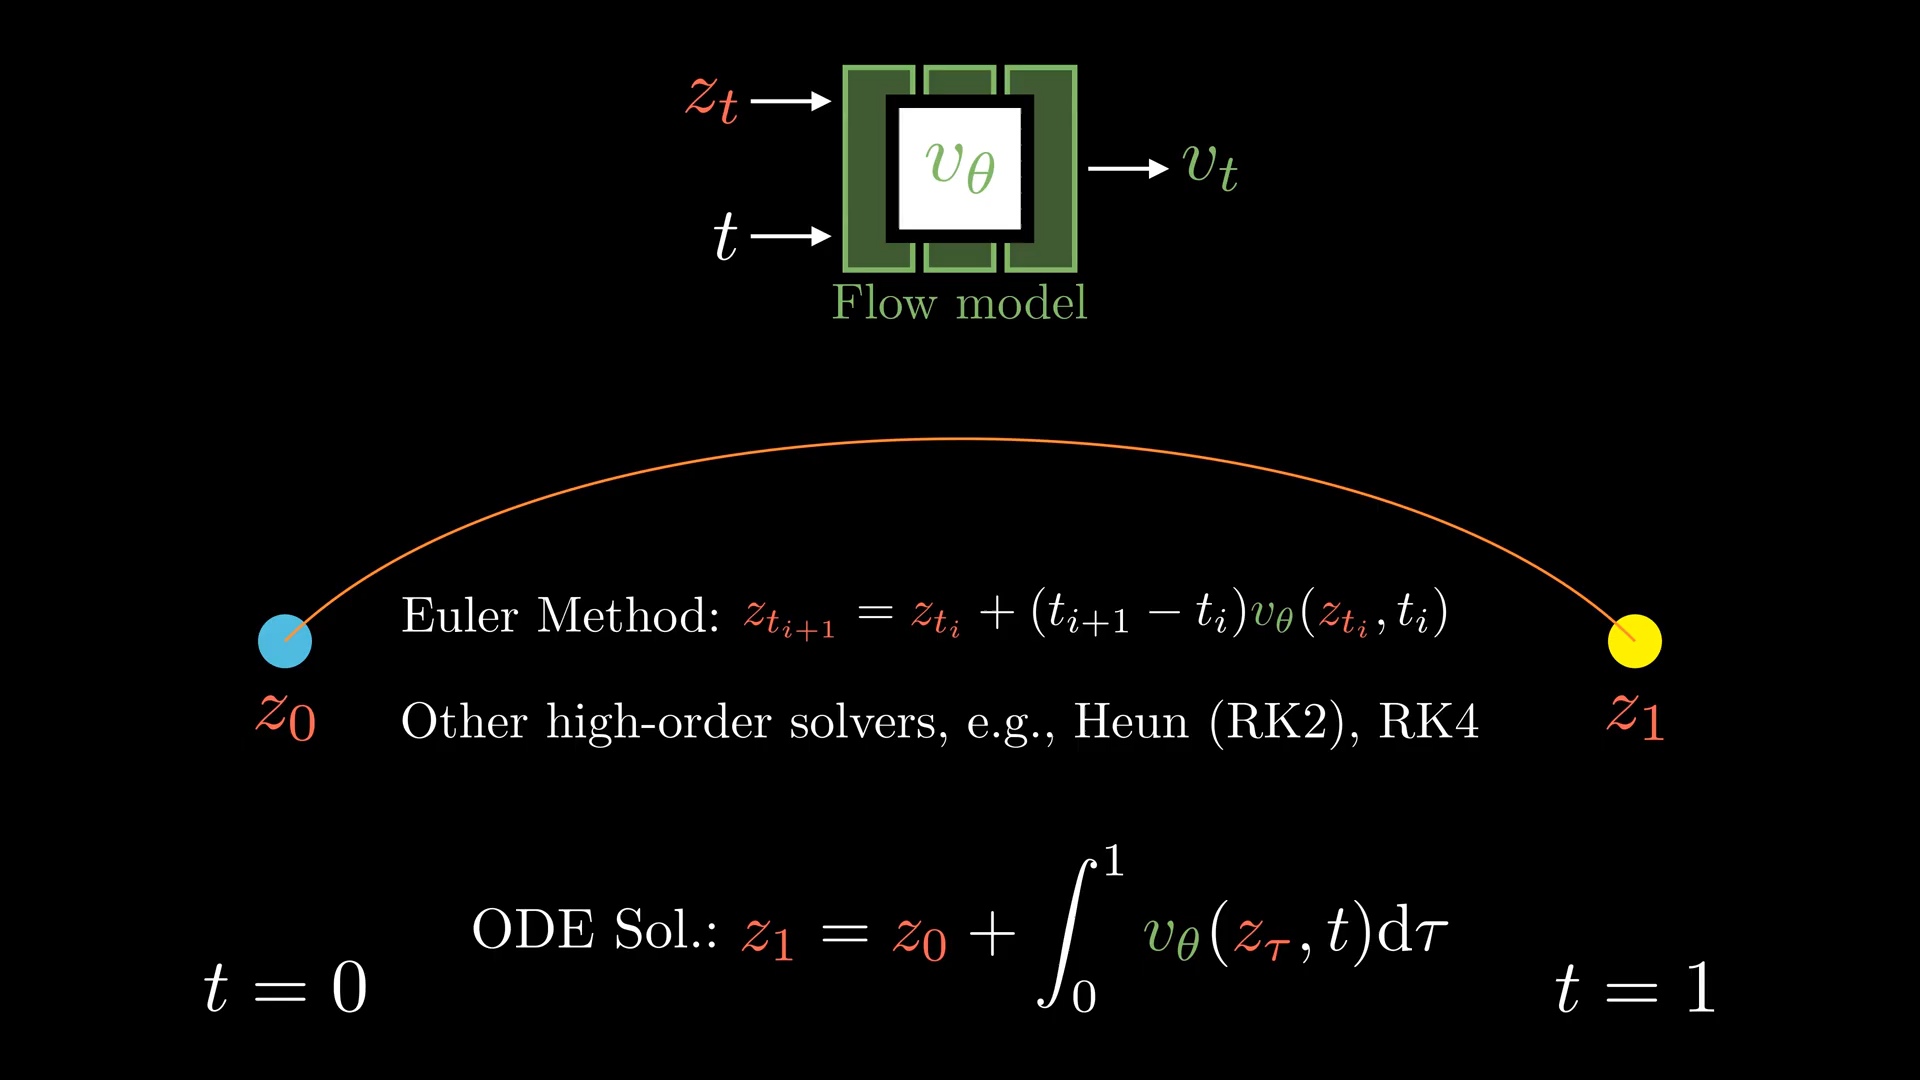 z_t
v_θ
v_t
t
Flow model
Euler Method: z_{t_{i+1}} = z_{t_i} + (t_{i+1} − t_i)v_θ(z_{t_i}, t_i)
z_0
Other high-order solvers, e.g., Heun (RK2), RK4
z_1
ODE Sol.: z_1 = z_0 + ∫_0^1 v_θ(z_τ, t)dτ
t = 0
t = 1